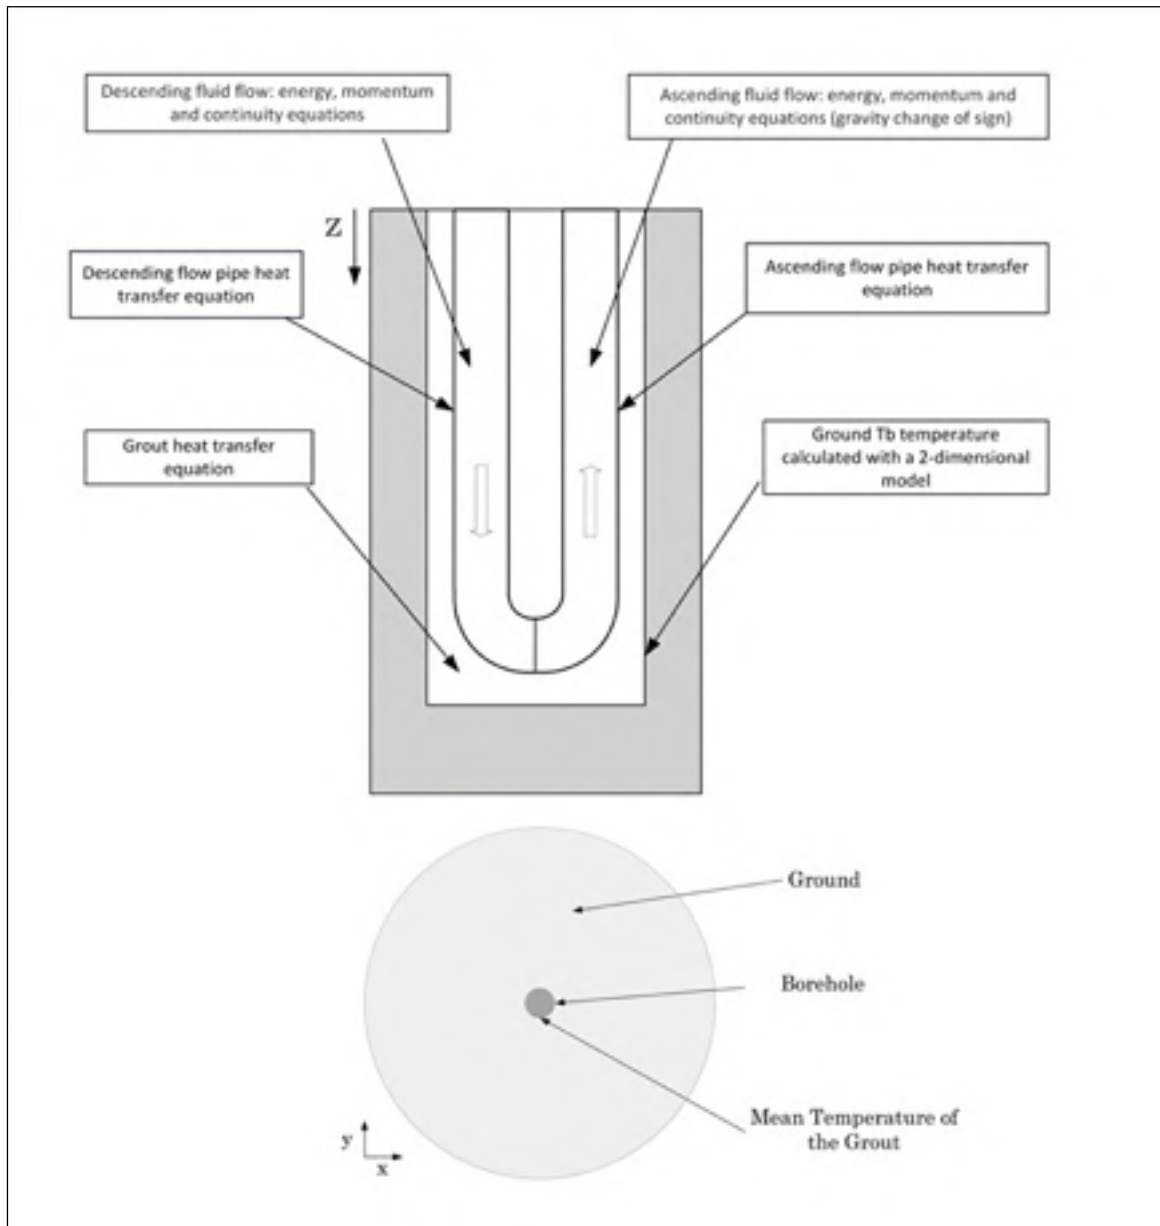 Descending fluid flow: energy, momentum
and continuity equations
Ascending fluid flow: energy, momentum and
continuity equations (gravity change of sign)
Z
Descending flow pipe heat
transfer equation
Ascending flow pipe heat transfer
equation
Grout heat transfer
equation
Ground Tb temperature
calculated with a 2-dimensional
model
Ground
Borehole
Mean Temperature of
the Grout
y
x